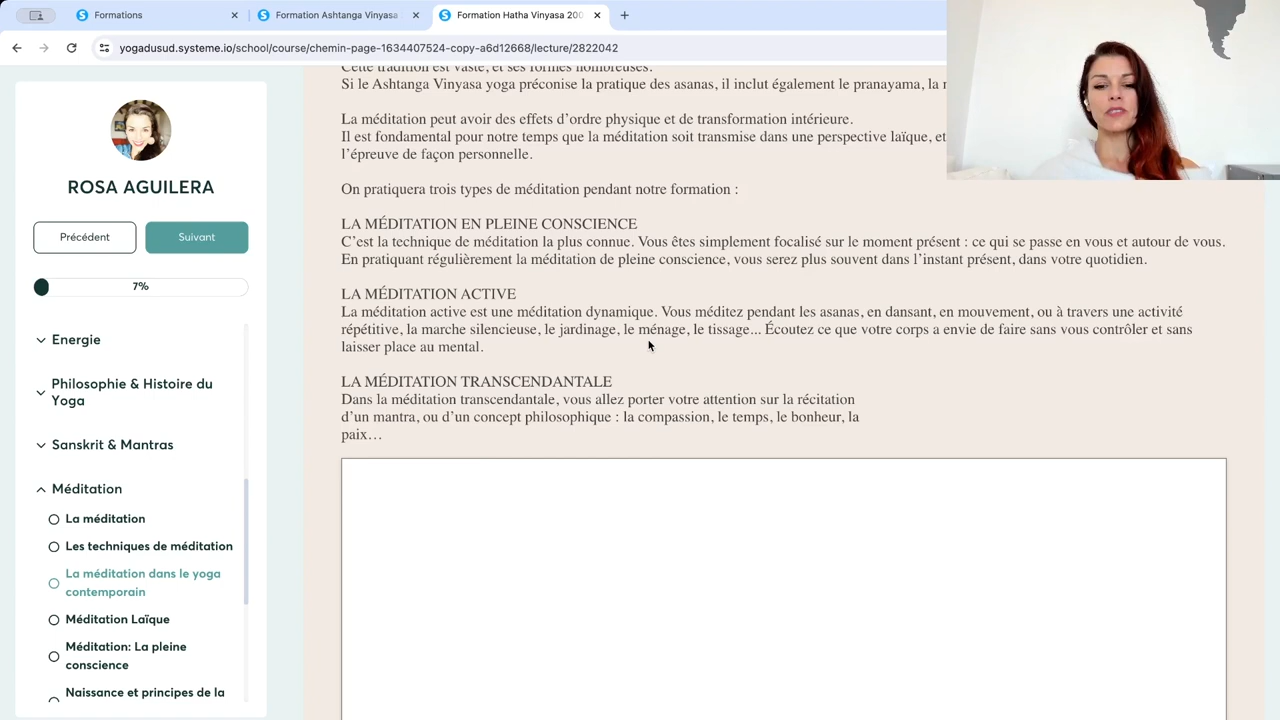 Formations
Formation Ashtanga Vinyasa
Formation Hatha Vinyasa 200
yogadusud.systeme.io/school/course/chemin-page-1634407524-copy-a6d12668/lecture/2822042
ROSA AGUILERA
Précédent
Suivant
7%
Energie
Philosophie & Histoire du
Yoga
Sanskrit & Mantras
Méditation
La méditation
Les techniques de méditation
La méditation dans le yoga
contemporain
Méditation Laïque
Méditation: La pleine
conscience
Naissance et principes de la
Cette tradition est vaste, et ses formes nombreuses.
Si le Ashtanga Vinyasa yoga préconise la pratique des asanas, il inclut également le pranayama, la
La méditation peut avoir des effets d’ordre physique et de transformation intérieure.
Il est fondamental pour notre temps que la méditation soit transmise dans une perspective laïque, et
l’épreuve de façon personnelle.
On pratiquera trois types de méditation pendant notre formation :
LA MÉDITATION EN PLEINE CONSCIENCE
C’est la technique de méditation la plus connue. Vous êtes simplement focalisé sur le moment présent : ce qui se passe en vous et autour de vous.
En pratiquant régulièrement la méditation de pleine conscience, vous serez plus souvent dans l’instant présent, dans votre quotidien.
LA MÉDITATION ACTIVE
La méditation active est une méditation dynamique. Vous méditez pendant les asanas, en dansant, en mouvement, ou à travers une activité
répétitive, la marche silencieuse, le jardinage, le ménage, le tissage... Écoutez ce que votre corps a envie de faire sans vous contrôler et sans
laisser place au mental.
LA MÉDITATION TRANSCENDANTALE
Dans la méditation transcendantale, vous allez porter votre attention sur la récitation
d’un mantra, ou d’un concept philosophique : la compassion, le temps, le bonheur, la
paix…